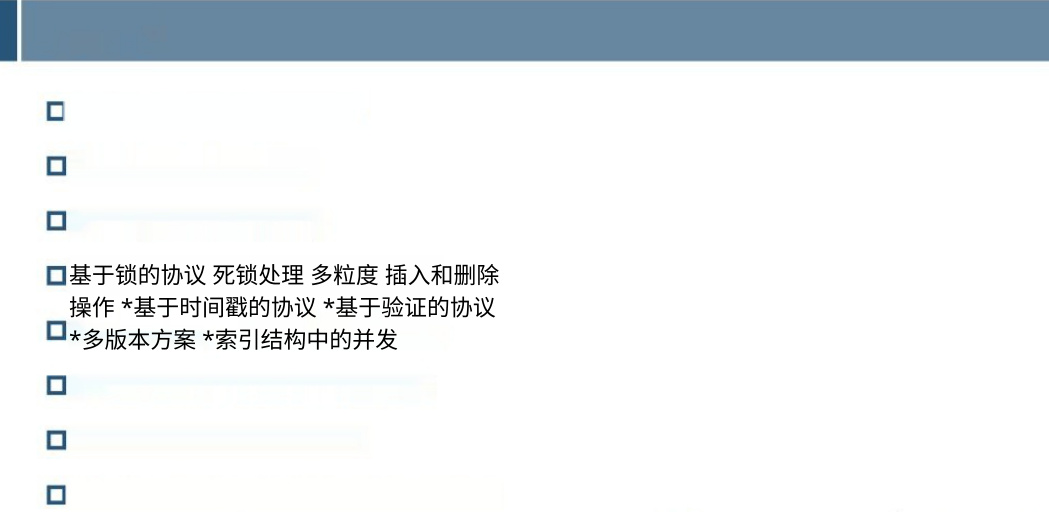 基于锁的协议 死锁处理 多粒度 插入和删除
操作 *基于时间戳的协议 *基于验证的协议
*多版本方案 *索引结构中的并发